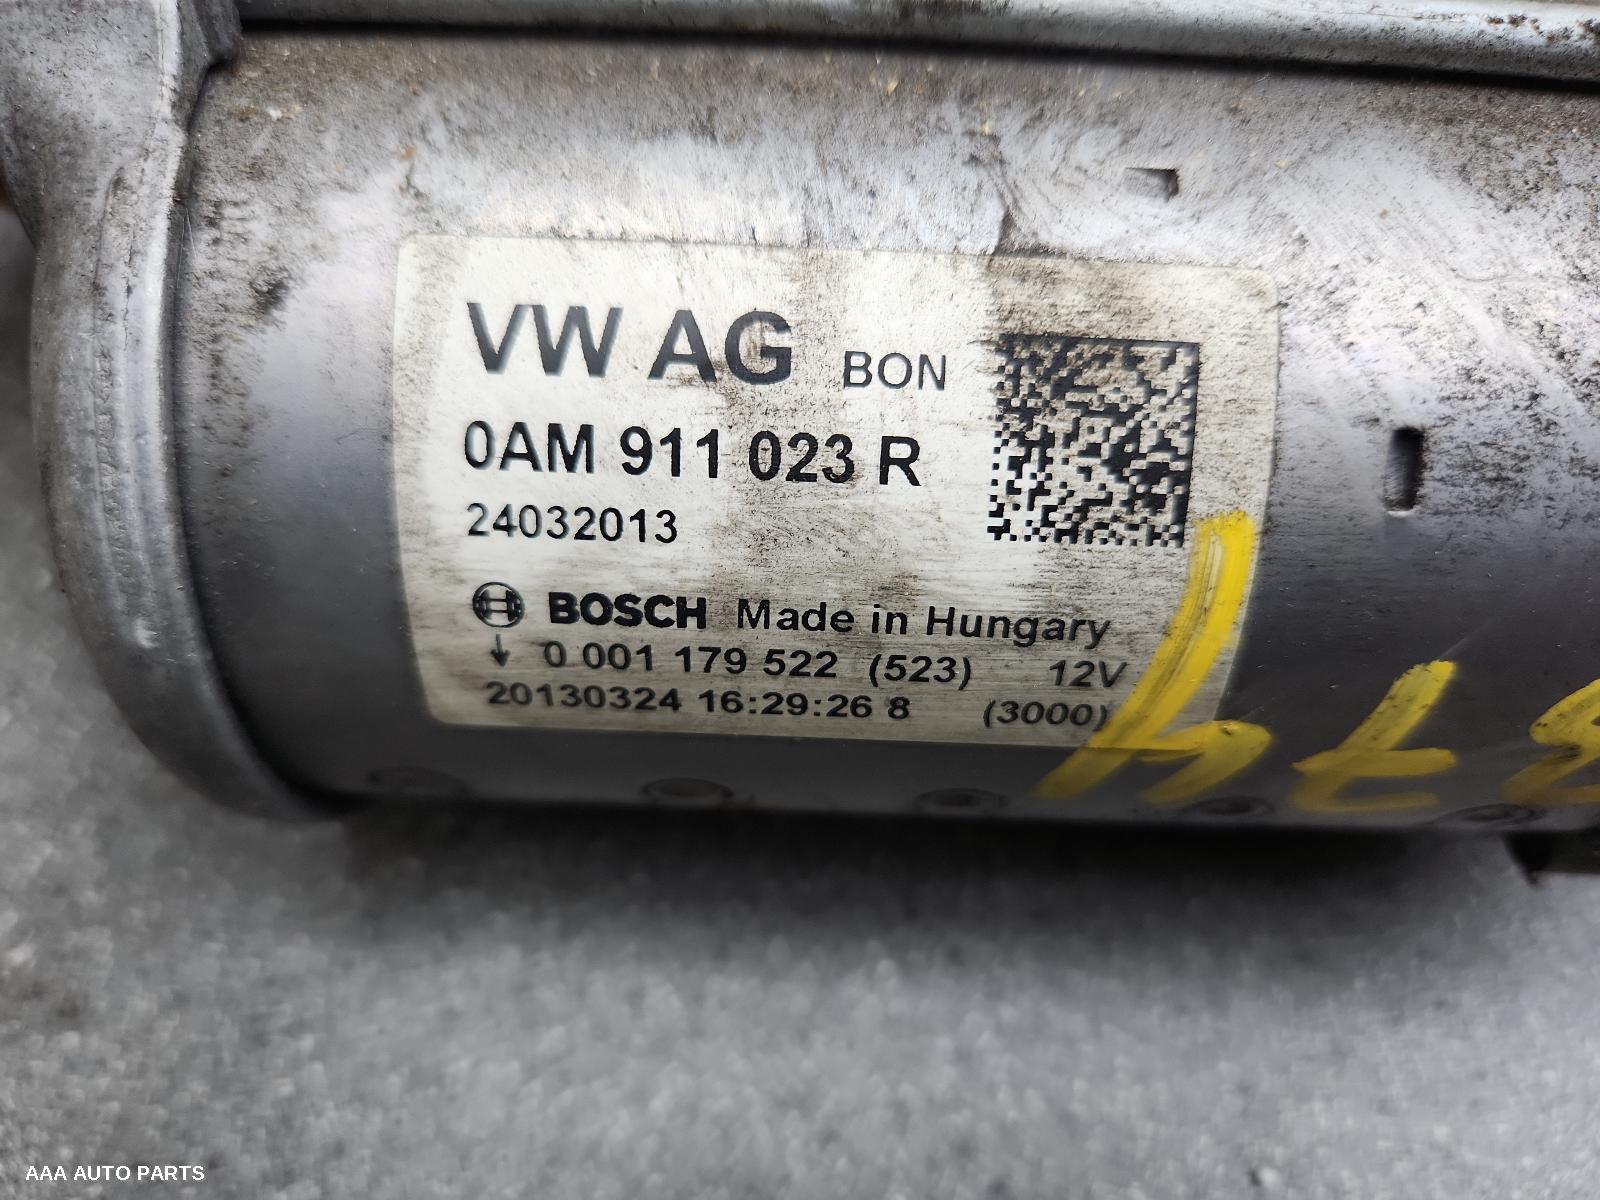 VW AG BON
0AM 911 023 R
24032013
BOSCH Made in Hungary
0 001 179 522 (523) 12V
20130324 16:29:26 8 (3000)
AAA AUTO PARTS